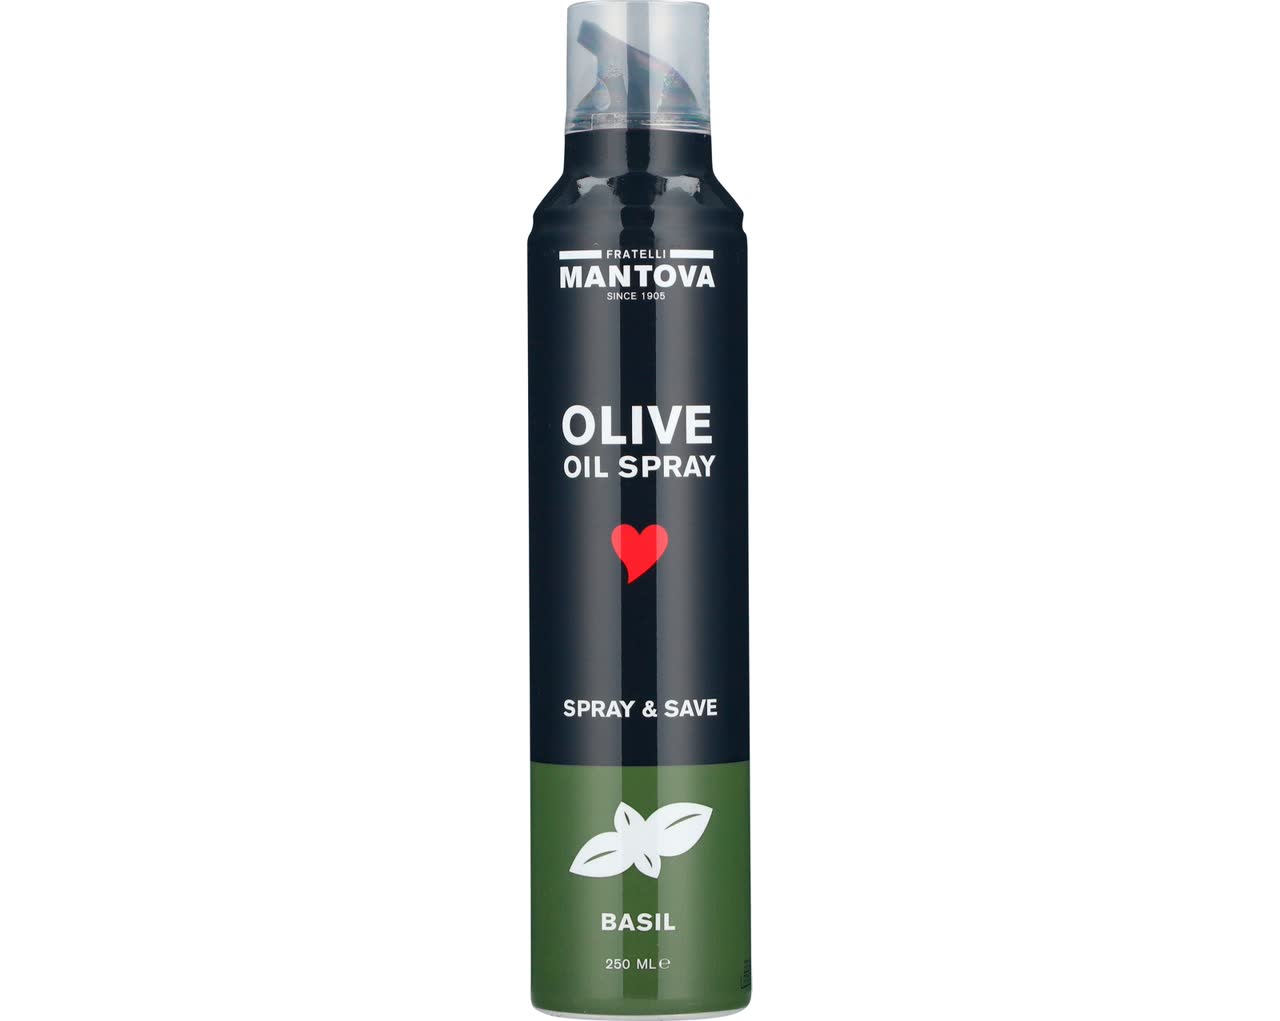 FRATELLI
MANTOVA
SINCE 1905
OLIVE
OIL SPRAY
SPRAY & SAVE
BASIL
250 ML ℮